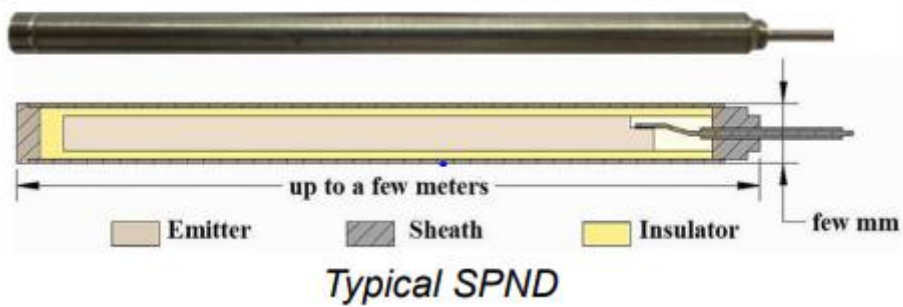 up to a few meters
few mm
Emitter Sheath Insulator
Typical SPND